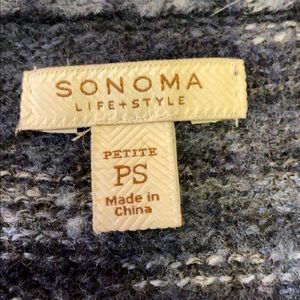 SONOMA
LIFE+STYLE
PETITE
PS
Made in
China